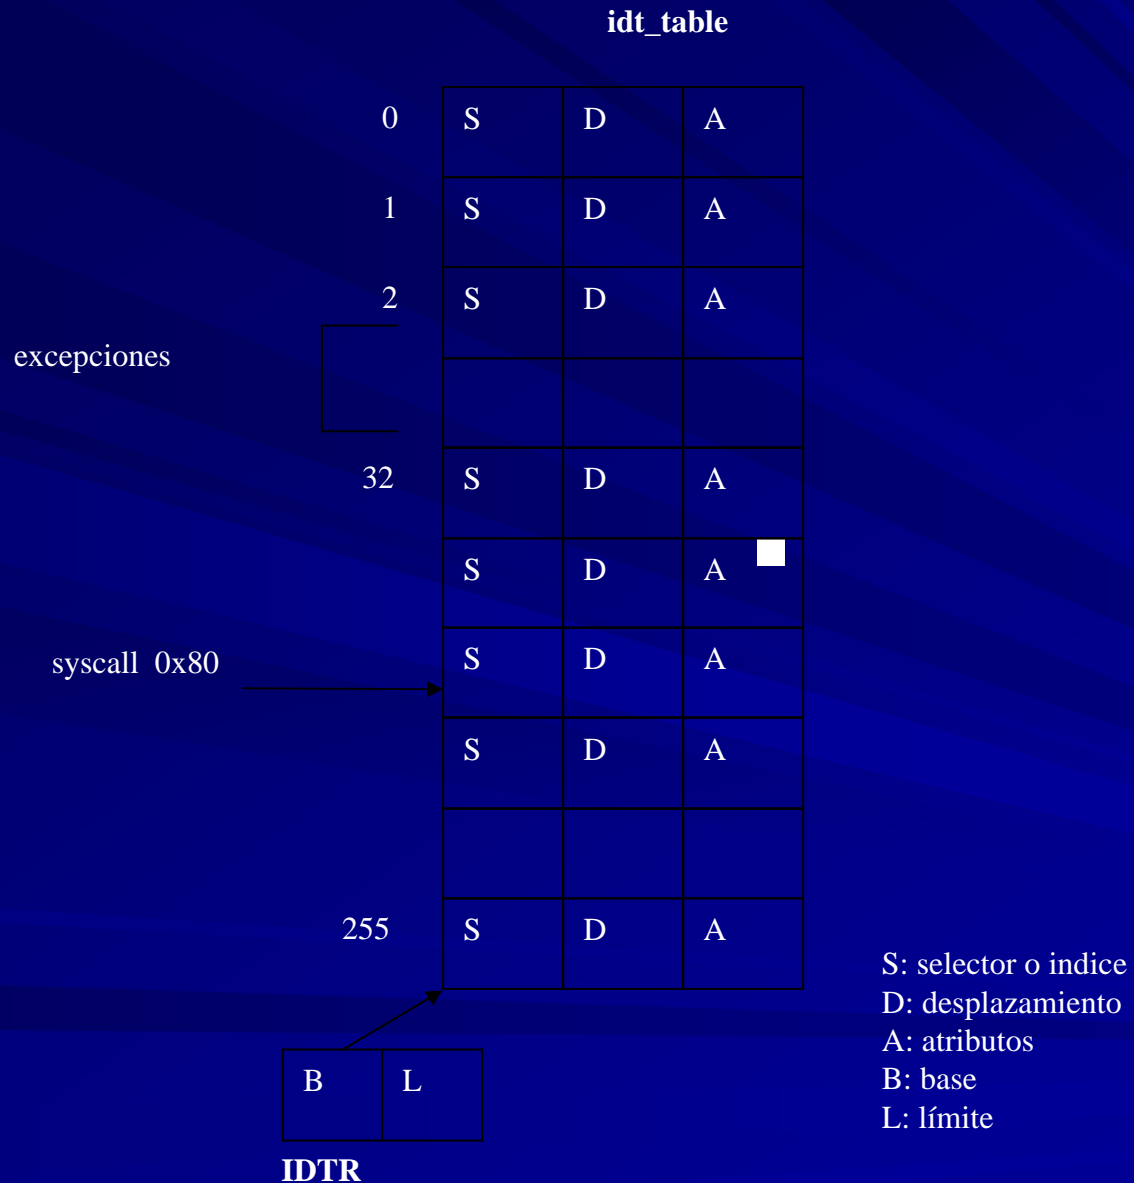 idt_table
0 S D A
1 S D A
2 S D A
excepciones
32 S D A
S D A
syscall 0x80 S D A
S D A
255 S D A
S: selector o indice
D: desplazamiento
A: atributos
B: base
L: límite
B L
IDTR